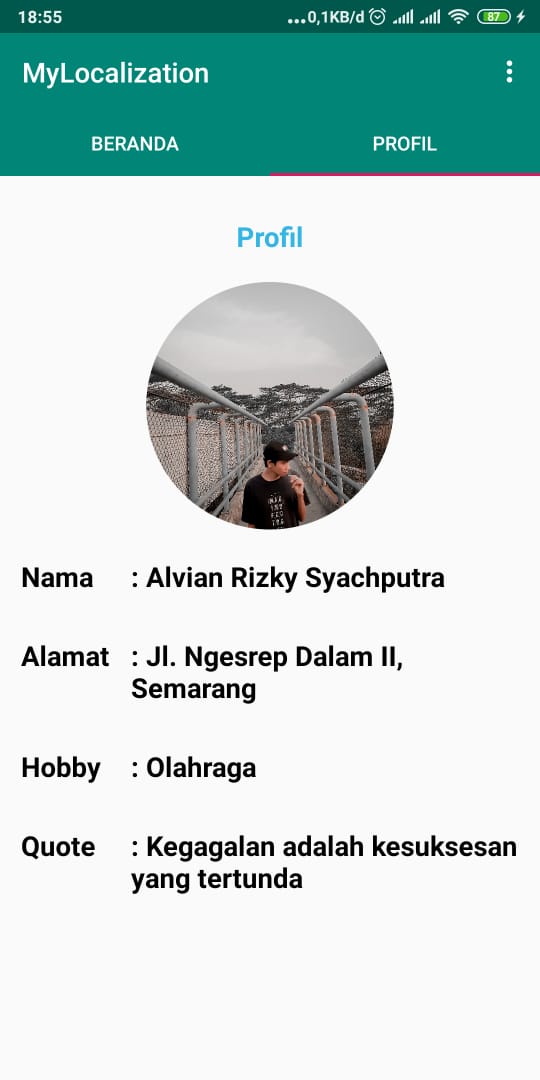 18:55 ...0,1KB/d 87
MyLocalization
BERANDA PROFIL
Profil
Nama : Alvian Rizky Syachputra
Alamat : Jl. Ngesrep Dalam II,
Semarang
Hobby : Olahraga
Quote : Kegagalan adalah kesuksesan
yang tertunda